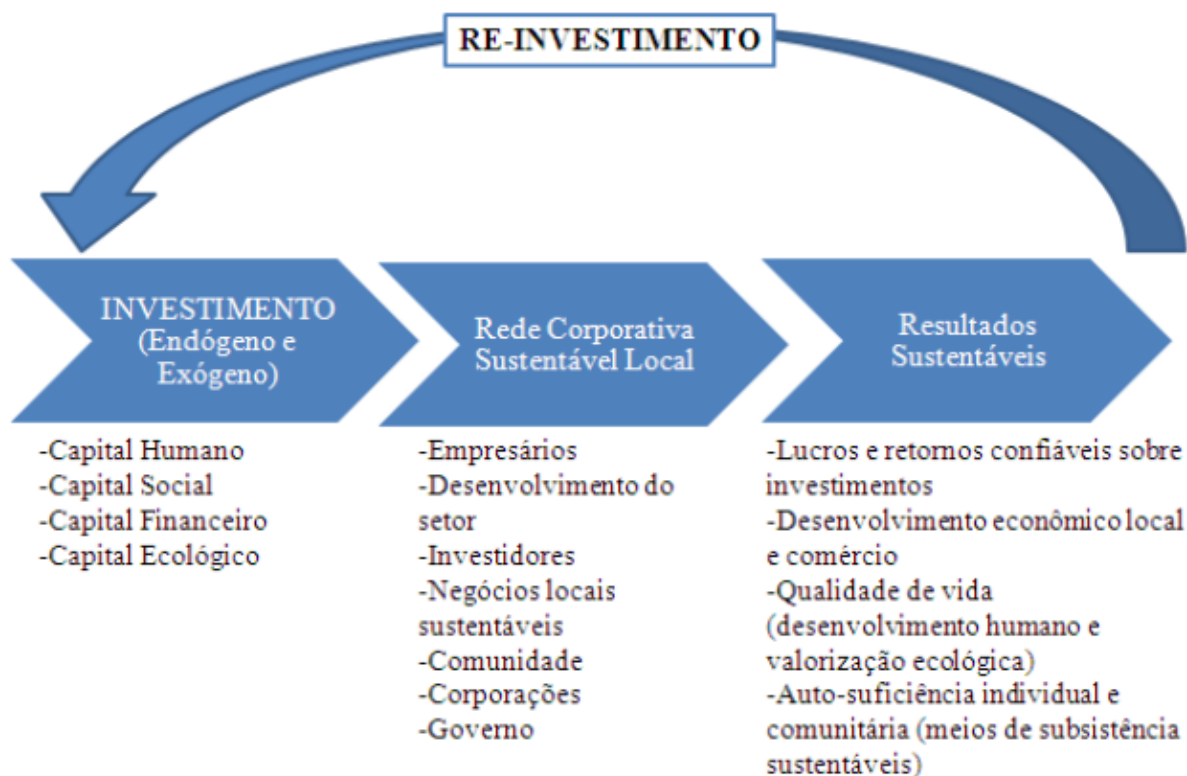 RE-INVESTIMENTO
INVESTIMENTO
(Endógeno e
Exógeno)
-Capital Humano
-Capital Social
-Capital Financeiro
-Capital Ecológico
Rede Corporativa
Sustentável Local
-Empresários
-Desenvolvimento do
setor
-Investidores
-Negócios locais
sustentáveis
-Comunidade
-Corporações
-Governo
Resultados
Sustentáveis
-Lucros e retornos confiáveis sobre
investimentos
-Desenvolvimento econômico local
e comércio
-Qualidade de vida
(desenvolvimento humano e
valorização ecológica)
-Auto-suficiência individual e
comunitária (meios de subsistência
sustentáveis)